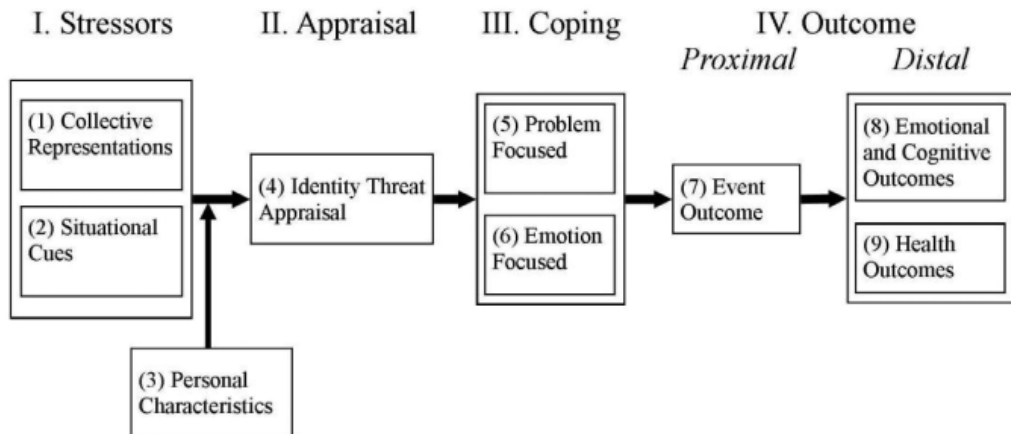 I. Stressors
II. Appraisal
III. Coping
IV. Outcome
Proximal
Distal
(1) Collective
Representations
(2) Situational
Cues
(3) Personal
Characteristics
(4) Identity Threat
Appraisal
(5) Problem
Focused
(6) Emotion
Focused
(7) Event
Outcome
(8) Emotional
and Cognitive
Outcomes
(9) Health
Outcomes